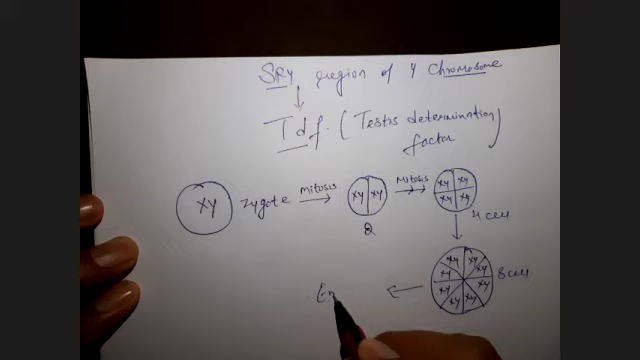 SRY region of Y Chromosome
Tdf. (Testis determination
factor)
XY zygote mitosis XY XY Mitosis XY XY
XY XY
2
4 cell
XY XY XY XY XY XY XY XY 8 cell
En